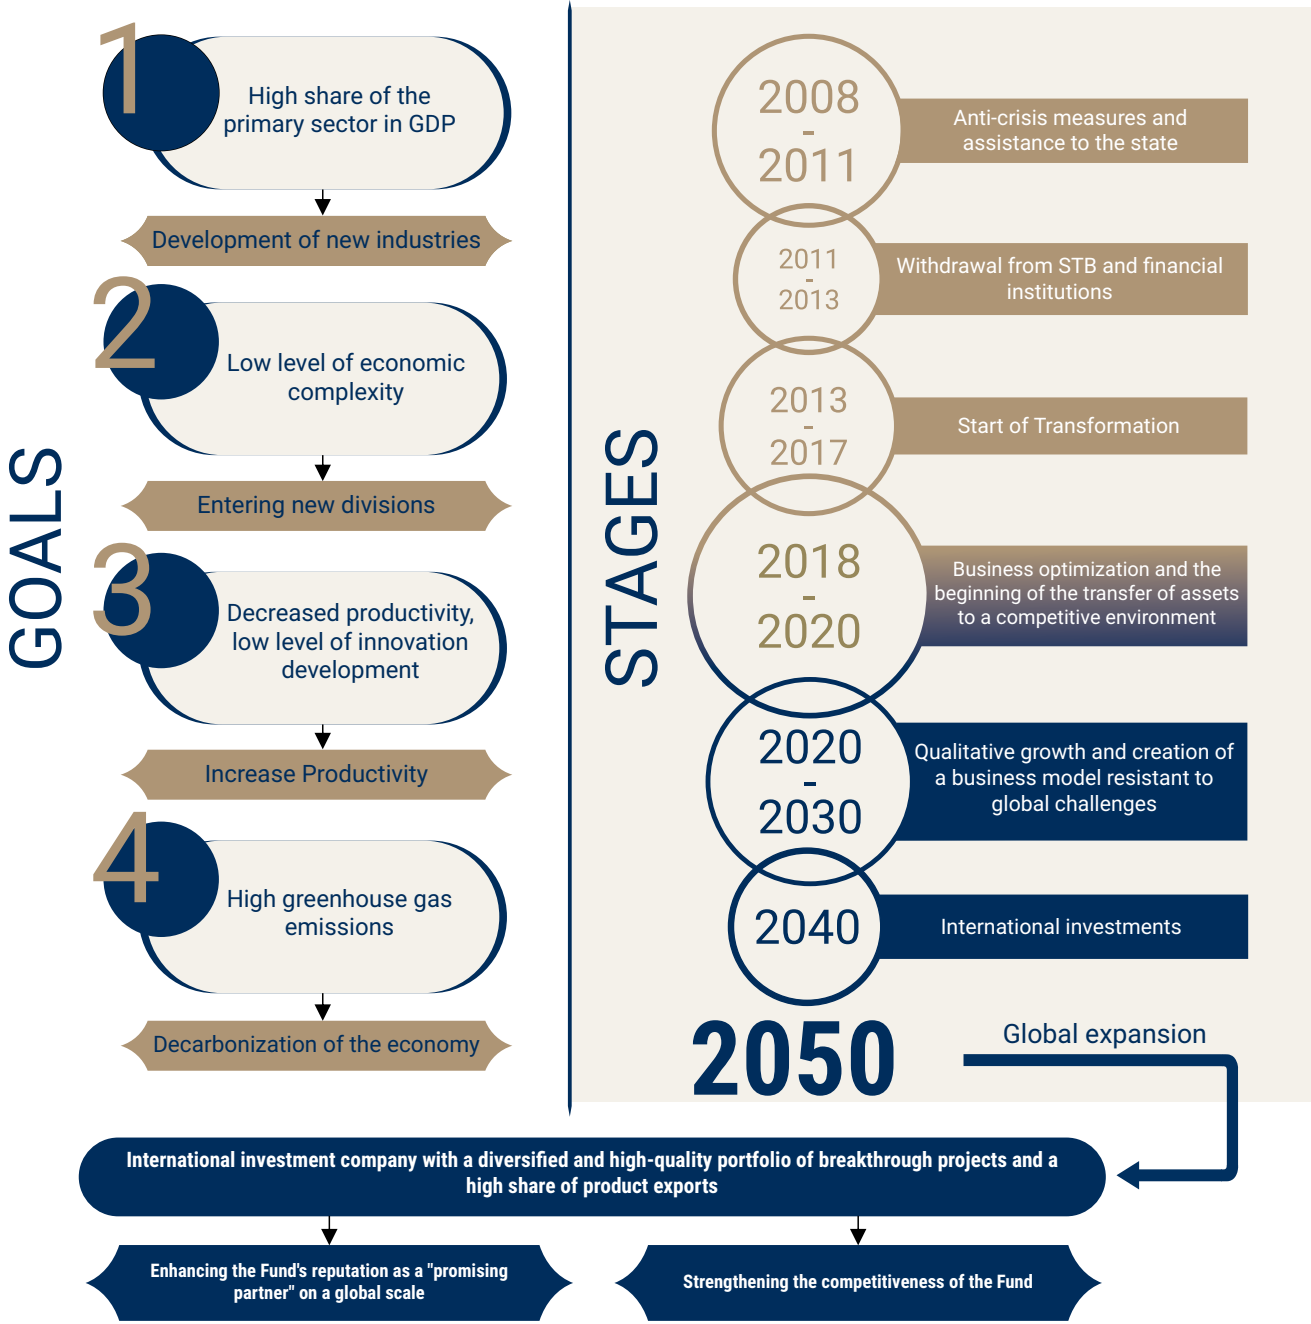 GOALS
1
High share of the
primary sector in GDP
Development of new industries
2
Low level of economic
complexity
Entering new divisions
3
Decreased productivity,
low level of innovation
development
Increase Productivity
4
High greenhouse gas
emissions
Decarbonization of the economy
STAGES
2008
-
2011
Anti-crisis measures and
assistance to the state
2011
-
2013
Withdrawal from STB and financial
institutions
2013
-
2017
Start of Transformation
2018
-
2020
Business optimization and the
beginning of the transfer of assets
to a competitive environment
2020
-
2030
Qualitative growth and creation of
a business model resistant to
global challenges
2040
International investments
2050
Global expansion
International investment company with a diversified and high-quality portfolio of breakthrough projects and a
high share of product exports
Enhancing the Fund's reputation as a "promising
partner" on a global scale
Strengthening the competitiveness of the Fund